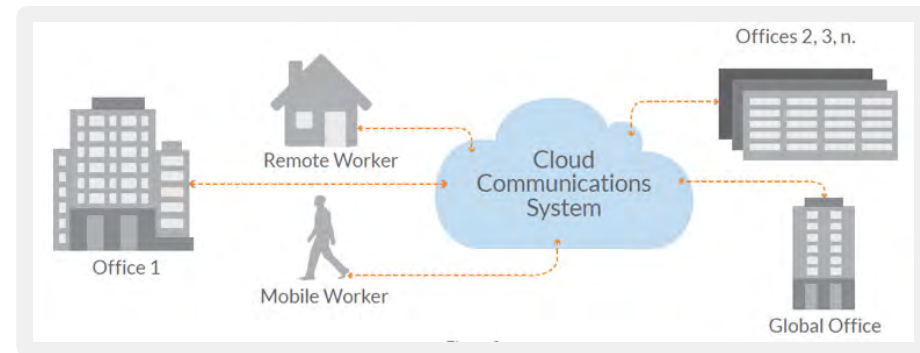 Offices 2, 3, n.
Remote Worker
Cloud
Communications
System
Office 1
Mobile Worker
Global Office